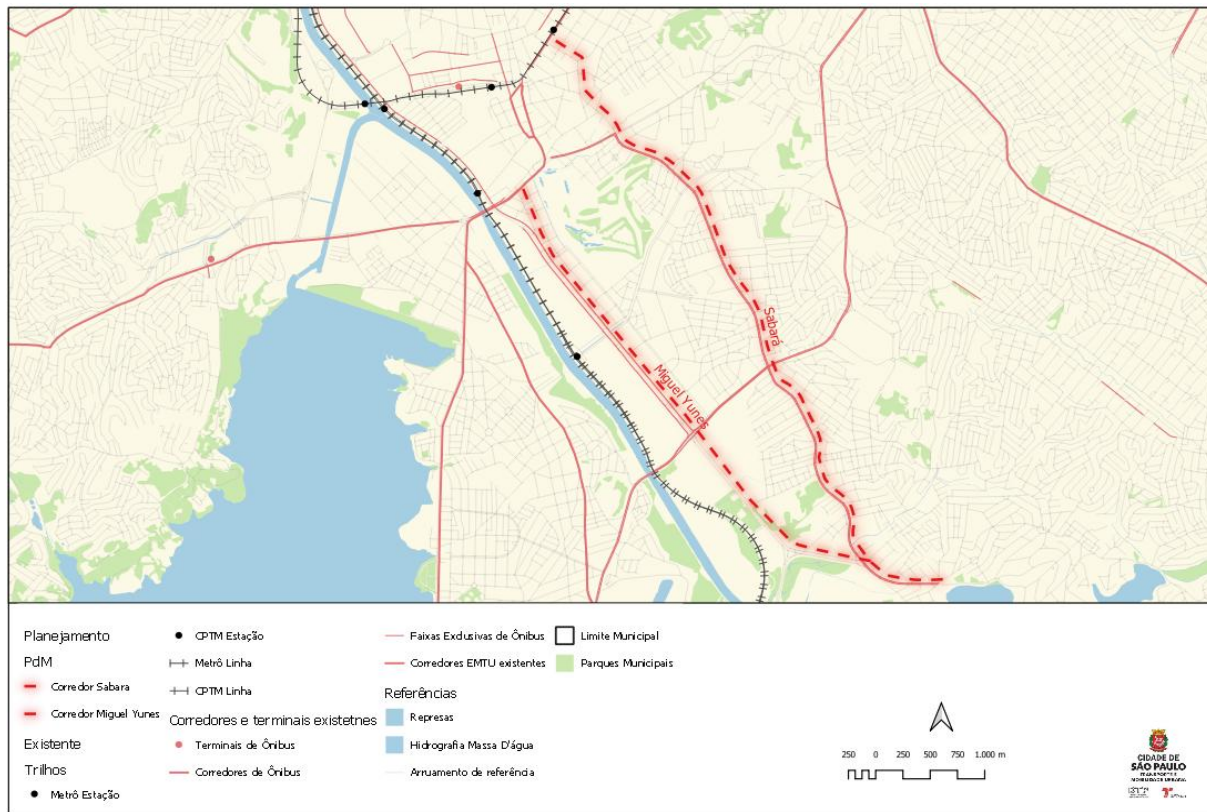 Sabará
Miguel Yunes
Planejamento
PdM
Corredor Sabara
Corredor Miguel Yunes
Existente
Trilhos
Metrô Estação
CPTM Estação
Metrô Linha
CPTM Linha
Corredores e terminais existetnes
Terminais de Ônibus
Corredores de Ônibus
Faixas Exclusivas de Ônibus
Corredores EMTU existentes
Referências
Represas
Hidrografia Massa D'água
Arruamento de referência
Limite Municipal
Parques Municipais
250 0 250 500 750 1.000 m
CIDADE DE
SÃO PAULO
TRANSPORTE E
MOBILIDADE URBANA